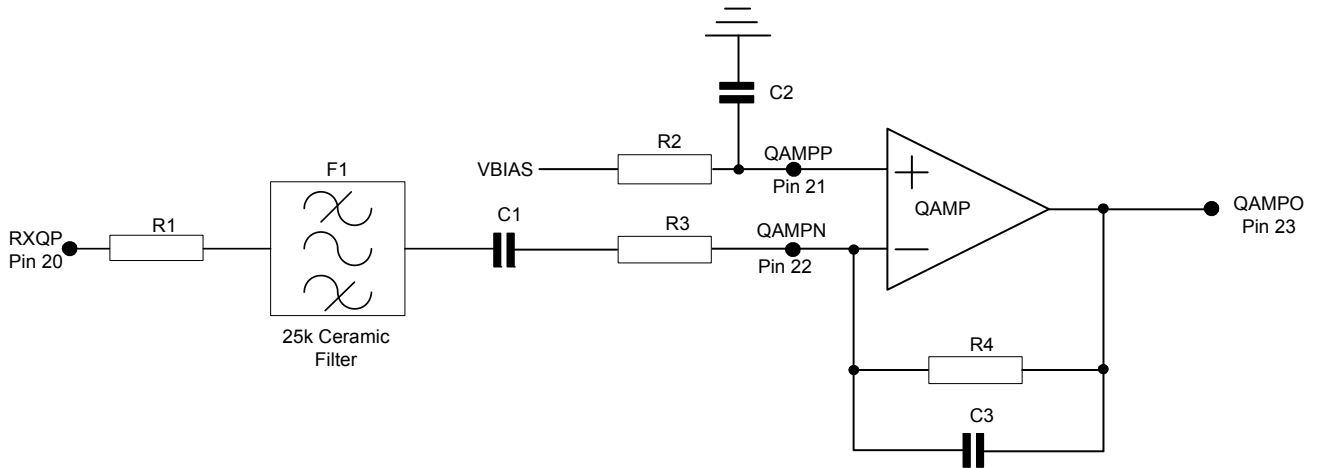 C2
R2
QAMPP
Pin 21
VBIAS
F1
QAMP
R1
C1
R3
QAMPN
Pin 22
RXQP
Pin 20
QAMPO
Pin 23
25k Ceramic
Filter
R4
C3